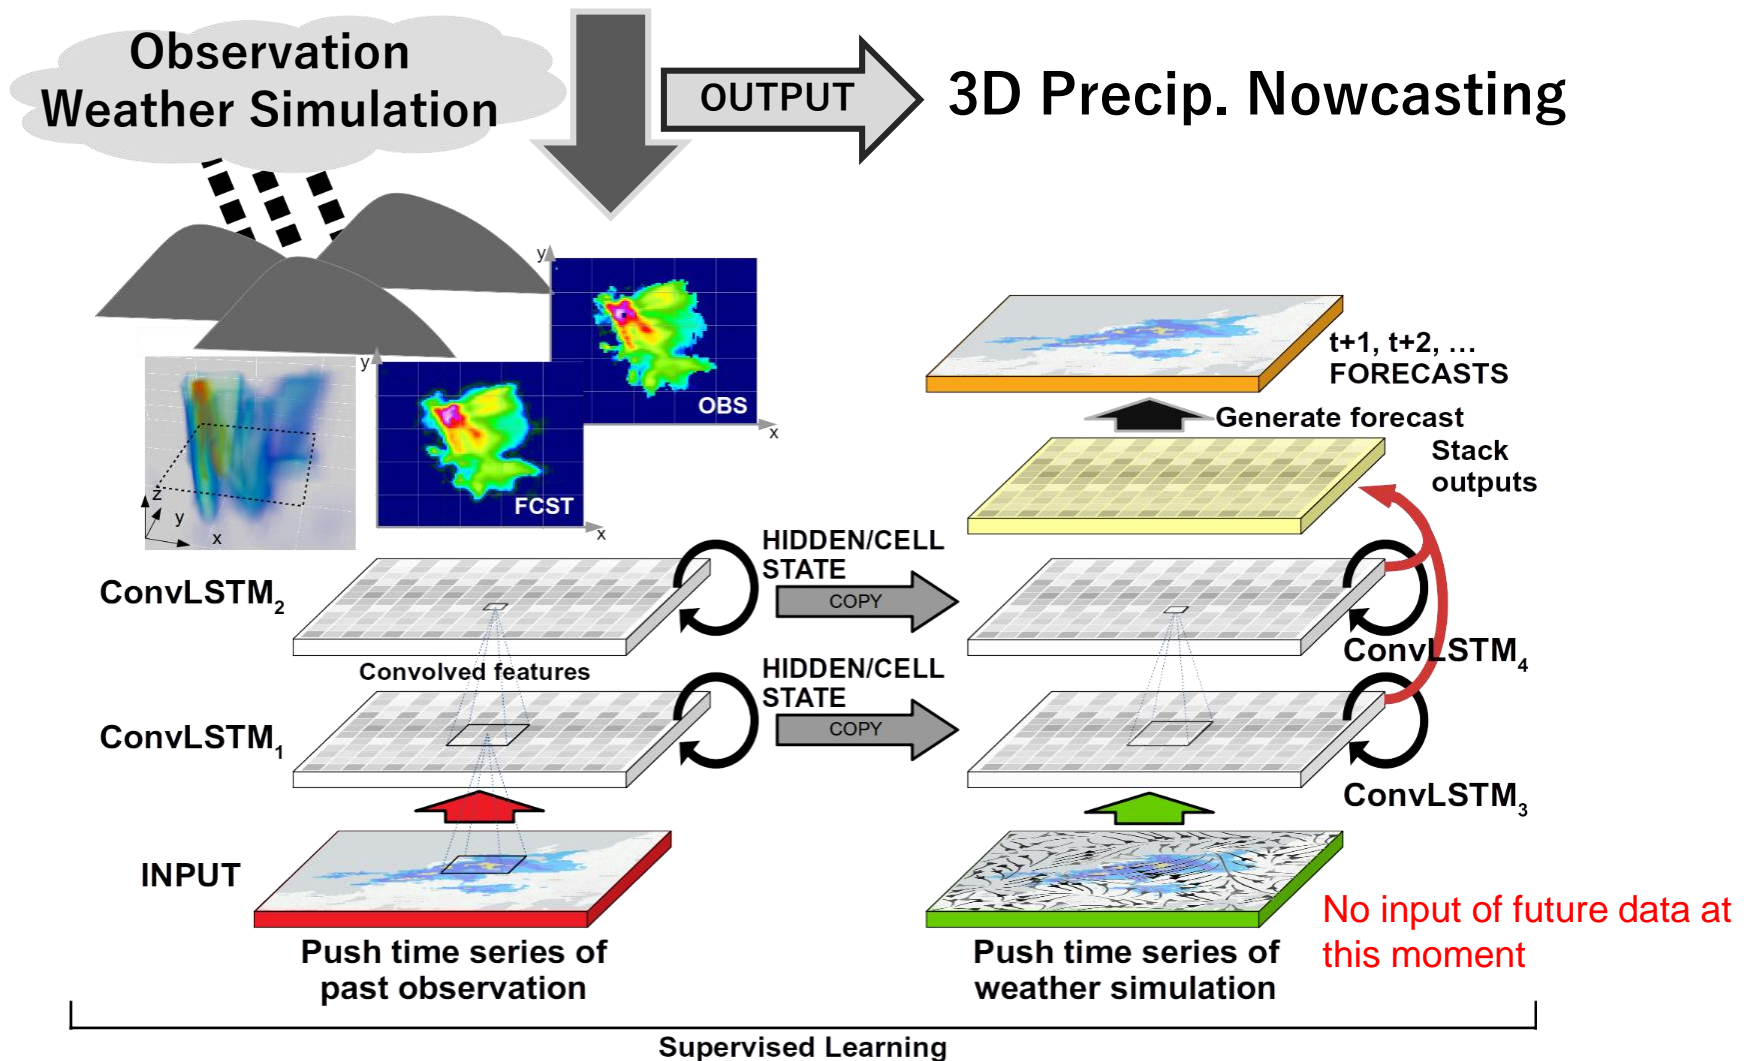 Observation
Weather Simulation
OUTPUT
3D Precip. Nowcasting
y
OBS
x
y
FCST
x
z
y
x
t+1, t+2, ...
FORECASTS
Generate forecast
Stack
outputs
HIDDEN/CELL
STATE
COPY
ConvLSTM2
ConvLSTM4
Convolved features
HIDDEN/CELL
STATE
COPY
ConvLSTM1
ConvLSTM3
INPUT
Push time series of
past observation
Push time series of
weather simulation
No input of future data at
this moment
Supervised Learning